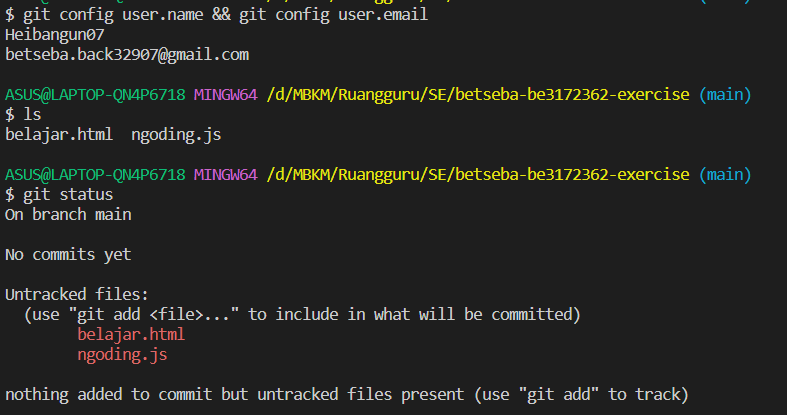 $ git config user.name && git config user.email
Heibangun07
betseba.back32907@gmail.com
ASUS@LAPTOP-QN4P6718 MINGW64 /d/MBKM/Ruangguru/SE/betseba-be3172362-exercise (main)
$ ls
belajar.html  ngoding.js
ASUS@LAPTOP-QN4P6718 MINGW64 /d/MBKM/Ruangguru/SE/betseba-be3172362-exercise (main)
$ git status
On branch main
No commits yet
Untracked files:
  (use "git add <file>..." to include in what will be committed)
        belajar.html
        ngoding.js
nothing added to commit but untracked files present (use "git add" to track)